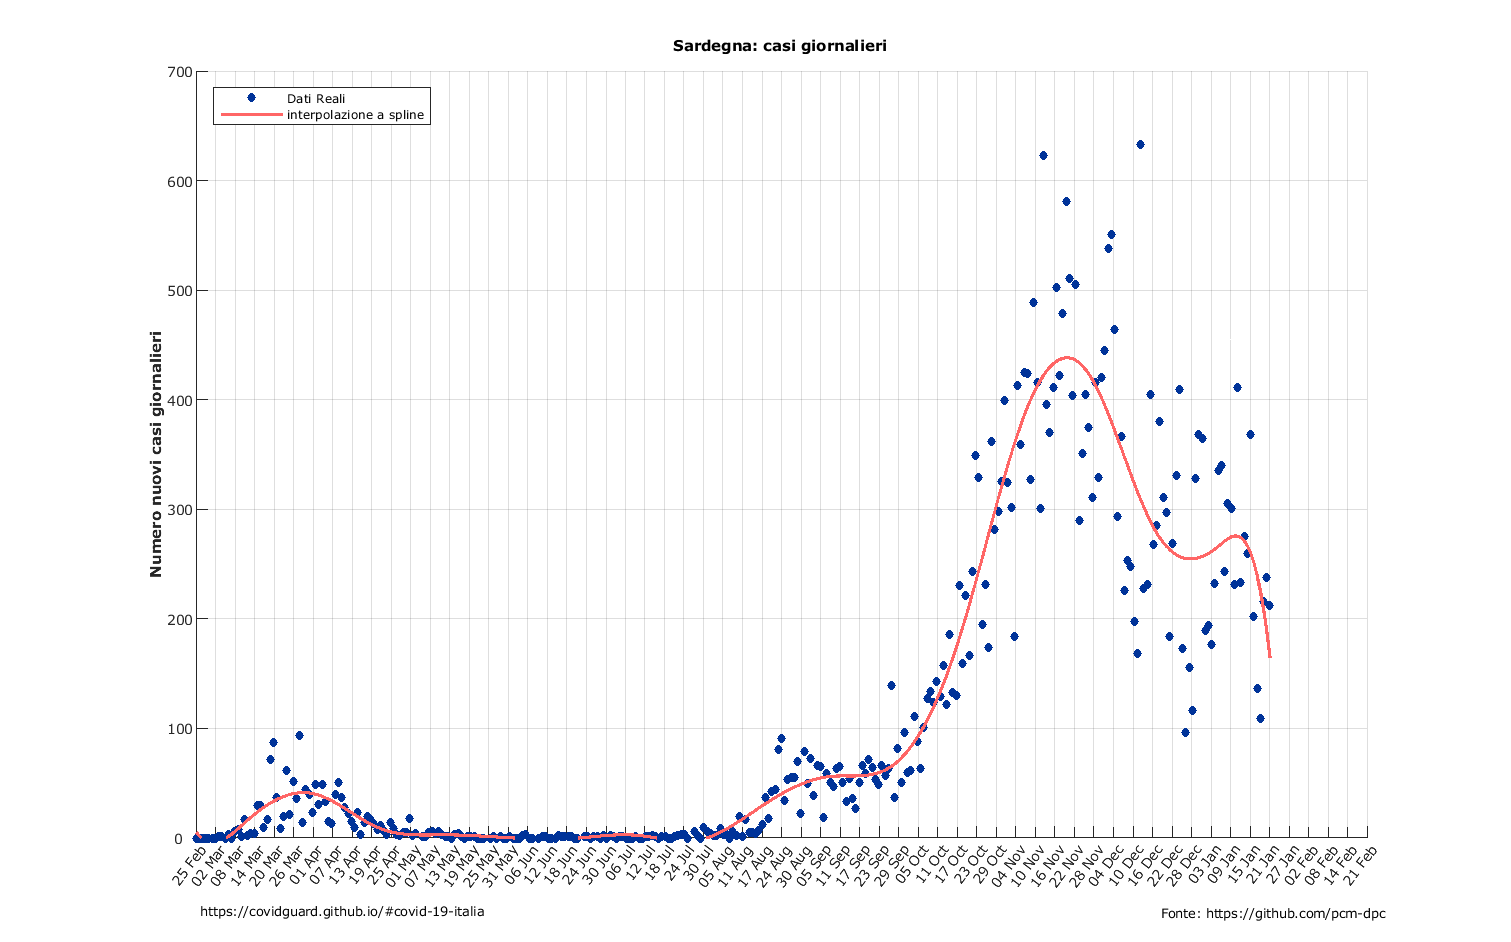 Sardegna: casi giornalieri
Dati Reali
interpolazione a spline
Numero nuovi casi giornalieri
700
600
500
400
300
200
100
0
25 Feb
02 Mar
08 Mar
14 Mar
20 Mar
26 Mar
01 Apr
07 Apr
13 Apr
19 Apr
25 Apr
01 May
07 May
13 May
19 May
25 May
31 May
06 Jun
12 Jun
18 Jun
24 Jun
30 Jun
06 Jul
12 Jul
18 Jul
24 Jul
30 Jul
05 Aug
11 Aug
17 Aug
24 Aug
30 Aug
05 Sep
11 Sep
17 Sep
23 Sep
29 Sep
05 Oct
11 Oct
17 Oct
23 Oct
29 Oct
04 Nov
10 Nov
16 Nov
22 Nov
28 Nov
04 Dec
10 Dec
16 Dec
22 Dec
28 Dec
03 Jan
09 Jan
15 Jan
21 Jan
27 Jan
02 Feb
08 Feb
14 Feb
21 Feb
https://covidguard.github.io/#covid-19-italia
Fonte: https://github.com/pcm-dpc